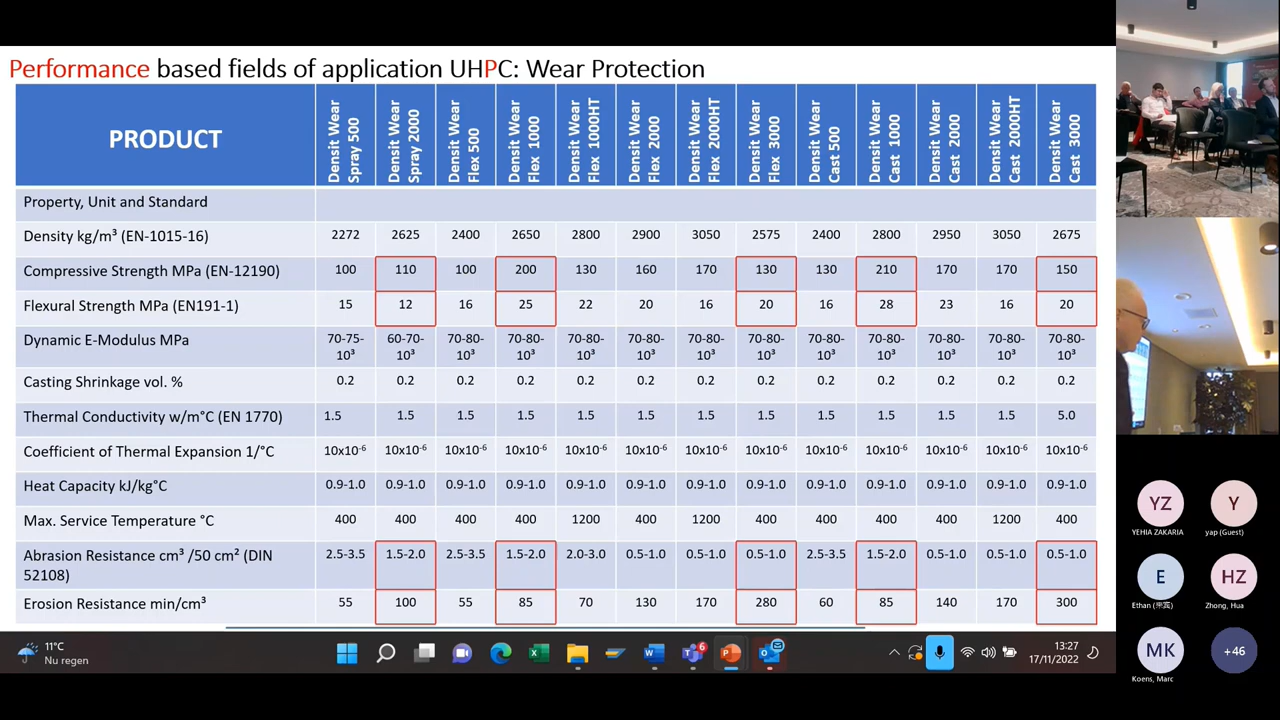 Performance based fields of application UHPC: Wear Protection
PRODUCT Densit Wear Spray 500 Densit Wear Spray 2000 Densit Wear Flex 500 Densit Wear Flex 1000 Densit Wear Flex 1000HT Densit Wear Flex 2000 Densit Wear Flex 2000HT Densit Wear Flex 3000 Densit Wear Cast 500 Densit Wear Cast 1000 Densit Wear Cast 2000 Densit Wear Cast 2000HT Densit Wear Cast 3000
Property, Unit and Standard
Density kg/m³ (EN-1015-16) 2272 2625 2400 2650 2800 2900 3050 2575 2400 2800 2950 3050 2675
Compressive Strength MPa (EN-12190) 100 110 100 200 130 160 170 130 130 210 170 170 150
Flexural Strength MPa (EN191-1) 15 12 16 25 22 20 16 20 16 28 23 16 20
Dynamic E-Modulus MPa 70-75-10³ 60-70-10³ 70-80-10³ 70-80-10³ 70-80-10³ 70-80-10³ 70-80-10³ 70-80-10³ 70-80-10³ 70-80-10³ 70-80-10³ 70-80-10³ 70-80-10³
Casting Shrinkage vol. % 0.2 0.2 0.2 0.2 0.2 0.2 0.2 0.2 0.2 0.2 0.2 0.2 0.2
Thermal Conductivity w/m°C (EN 1770) 1.5 1.5 1.5 1.5 1.5 1.5 1.5 1.5 1.5 1.5 1.5 1.5 5.0
Coefficient of Thermal Expansion 1/°C 10x10⁻⁶ 10x10⁻⁶ 10x10⁻⁶ 10x10⁻⁶ 10x10⁻⁶ 10x10⁻⁶ 10x10⁻⁶ 10x10⁻⁶ 10x10⁻⁶ 10x10⁻⁶ 10x10⁻⁶ 10x10⁻⁶ 10x10⁻⁶
Heat Capacity kJ/kg°C 0.9-1.0 0.9-1.0 0.9-1.0 0.9-1.0 0.9-1.0 0.9-1.0 0.9-1.0 0.9-1.0 0.9-1.0 0.9-1.0 0.9-1.0 0.9-1.0 0.9-1.0
Max. Service Temperature °C 400 400 400 400 1200 400 1200 400 400 400 400 1200 400
Abrasion Resistance cm³ /50 cm² (DIN 2.5-3.5 1.5-2.0 2.5-3.5 1.5-2.0 2.0-3.0 0.5-1.0 0.5-1.0 0.5-1.0 2.5-3.5 1.5-2.0 0.5-1.0 0.5-1.0 0.5-1.0
52108)
Erosion Resistance min/cm³ 55 100 55 85 70 130 170 280 60 85 140 170 300
11°C
Nu regen
6
13:27
17/11/2022
YZ
YEHIA ZAKARIA
Y
yap (Guest)
E
HZ
Zhong, Hua
MK
Koens, Marc
+46